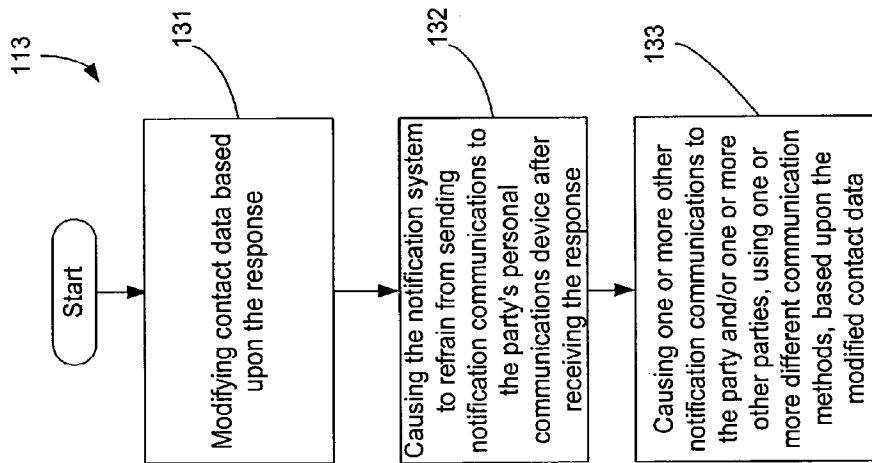 113
Start
131
Modifying contact data based
upon the response
132
Causing the notification system
to refrain from sending
notification communications to
the party's personal
communications device after
receiving the response
133
Causing one or more other
notification communications to
the party and/or one or more
other parties, using one or
more different communication
methods, based upon the
modified contact data